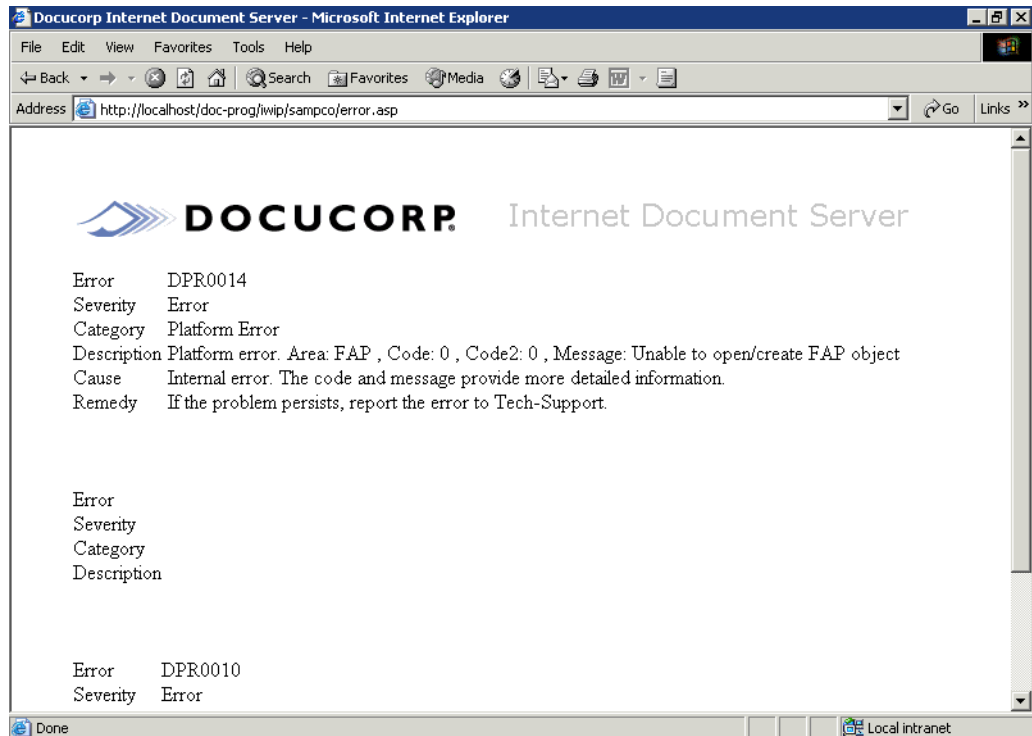 Docucorp Internet Document Server - Microsoft Internet Explorer
File Edit View Favorites Tools Help
Back Search Favorites Media
Address http://localhost/doc-prog/iwip/sampco/error.asp Go Links »
DOCUCORP® Internet Document Server
Error DPR0014
Severity Error
Category Platform Error
Description Platform error. Area: FAP , Code: 0 , Code2: 0 , Message: Unable to open/create FAP object
Cause Internal error. The code and message provide more detailed information.
Remedy If the problem persists, report the error to Tech-Support.
Error
Severity
Category
Description
Error DPR0010
Severity Error
Done Local intranet